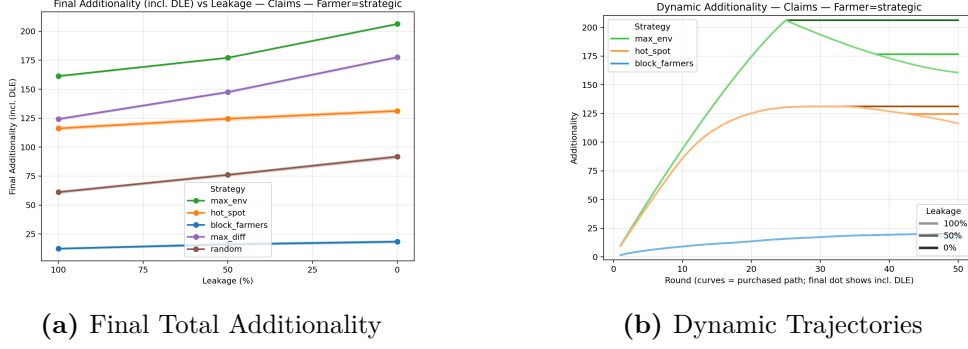 Final Additionality (incl. DLE) vs Leakage — Claims — Farmer=strategic
Final Additionality (incl. DLE)
200
175
150
125
100
75
50
25
Strategy
max_env
hot_spot
block_farmers
max_diff
random
100
75
50
25
0
Leakage (%)
(a) Final Total Additionality
Dynamic Additionality — Claims — Farmer=strategic
Additionality
200
175
150
125
100
75
50
25
0
Strategy
max_env
hot_spot
block_farmers
Leakage
100%
50%
0%
0
10
20
30
40
50
Round (curves = purchased path; final dot shows incl. DLE)
(b) Dynamic Trajectories